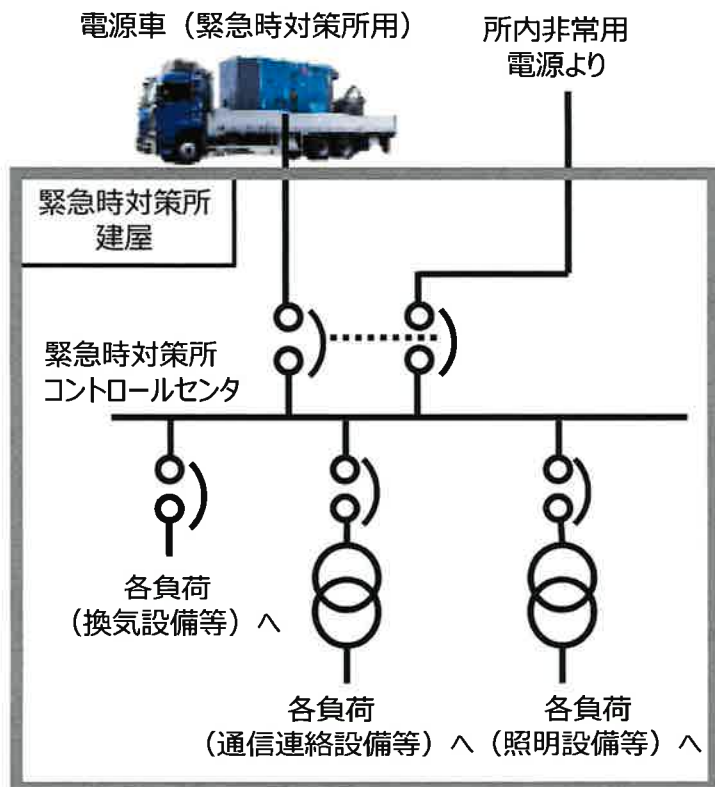 電源車（緊急時対策所用）
所内非常用
電源より
緊急時対策所
建屋
緊急時対策所
コントロールセンタ
各負荷
（換気設備等）へ
各負荷
（通信連絡設備等）へ
各負荷
（照明設備等）へ